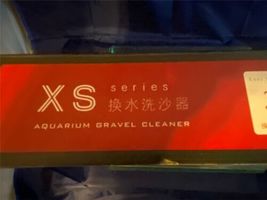 XS series
换水洗沙器
AQUARIUM GRAVEL CLEANER